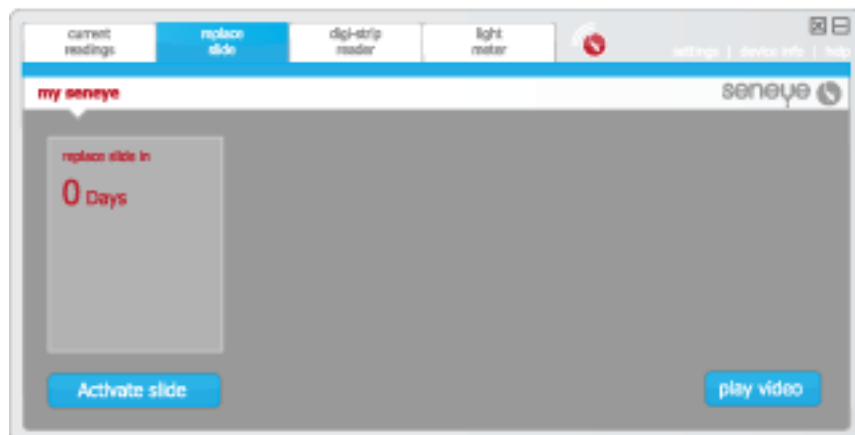 current
readings
replace
slide
digi-strip
reader
light
meter
settings | device info | help
my seneye
seneye
replace slide in
0 Days
Activate slide
play video